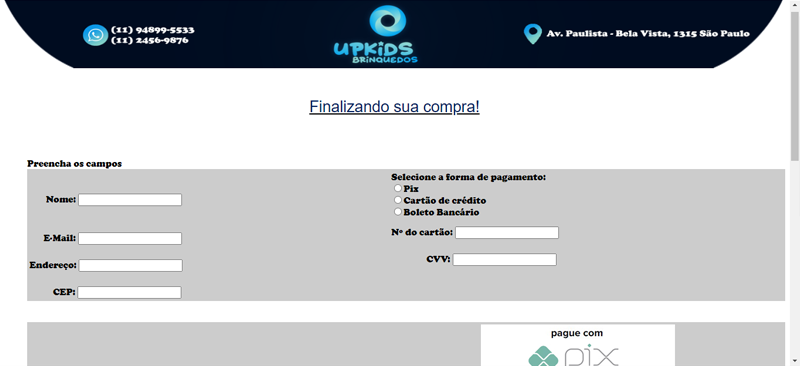 (11) 94899-5533
(11) 2456-9876
UPKIDS
BRINQUEDOS
Av. Paulista - Bela Vista, 1315 São Paulo
Finalizando sua compra!
Preencha os campos
Nome:
E-Mail:
Endereço:
CEP:
Selecione a forma de pagamento:
Pix
Cartão de crédito
Boleto Bancário
Nº do cartão:
CVV:
pague com
pix